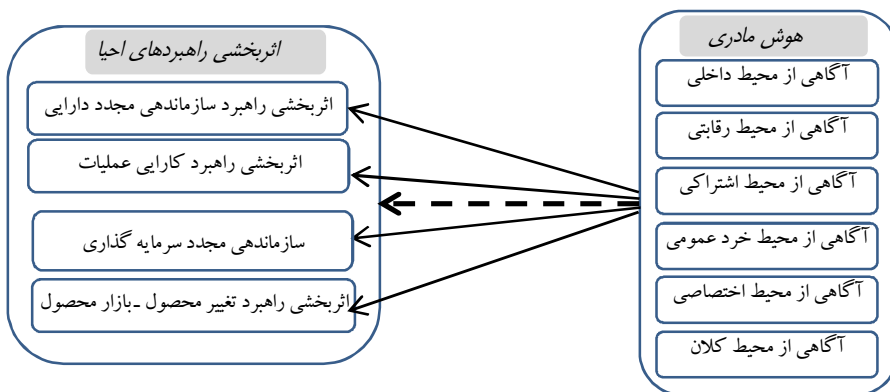 هوش مادری
آگاهی از محیط داخلی
آگاهی از محیط رقابتی
آگاهی از محیط اشتراکی
آگاهی از محیط خرد عمومی
آگاهی از محیط اختصاصی
آگاهی از محیط کلان
اثربخشی راهبردهای احیا
اثربخشی راهبرد سازماندهی مجدد دارایی
اثربخشی راهبرد کارایی عملیات
سازماندهی مجدد سرمایه گذاری
اثربخشی راهبرد تغییر محصول -بازار محصول